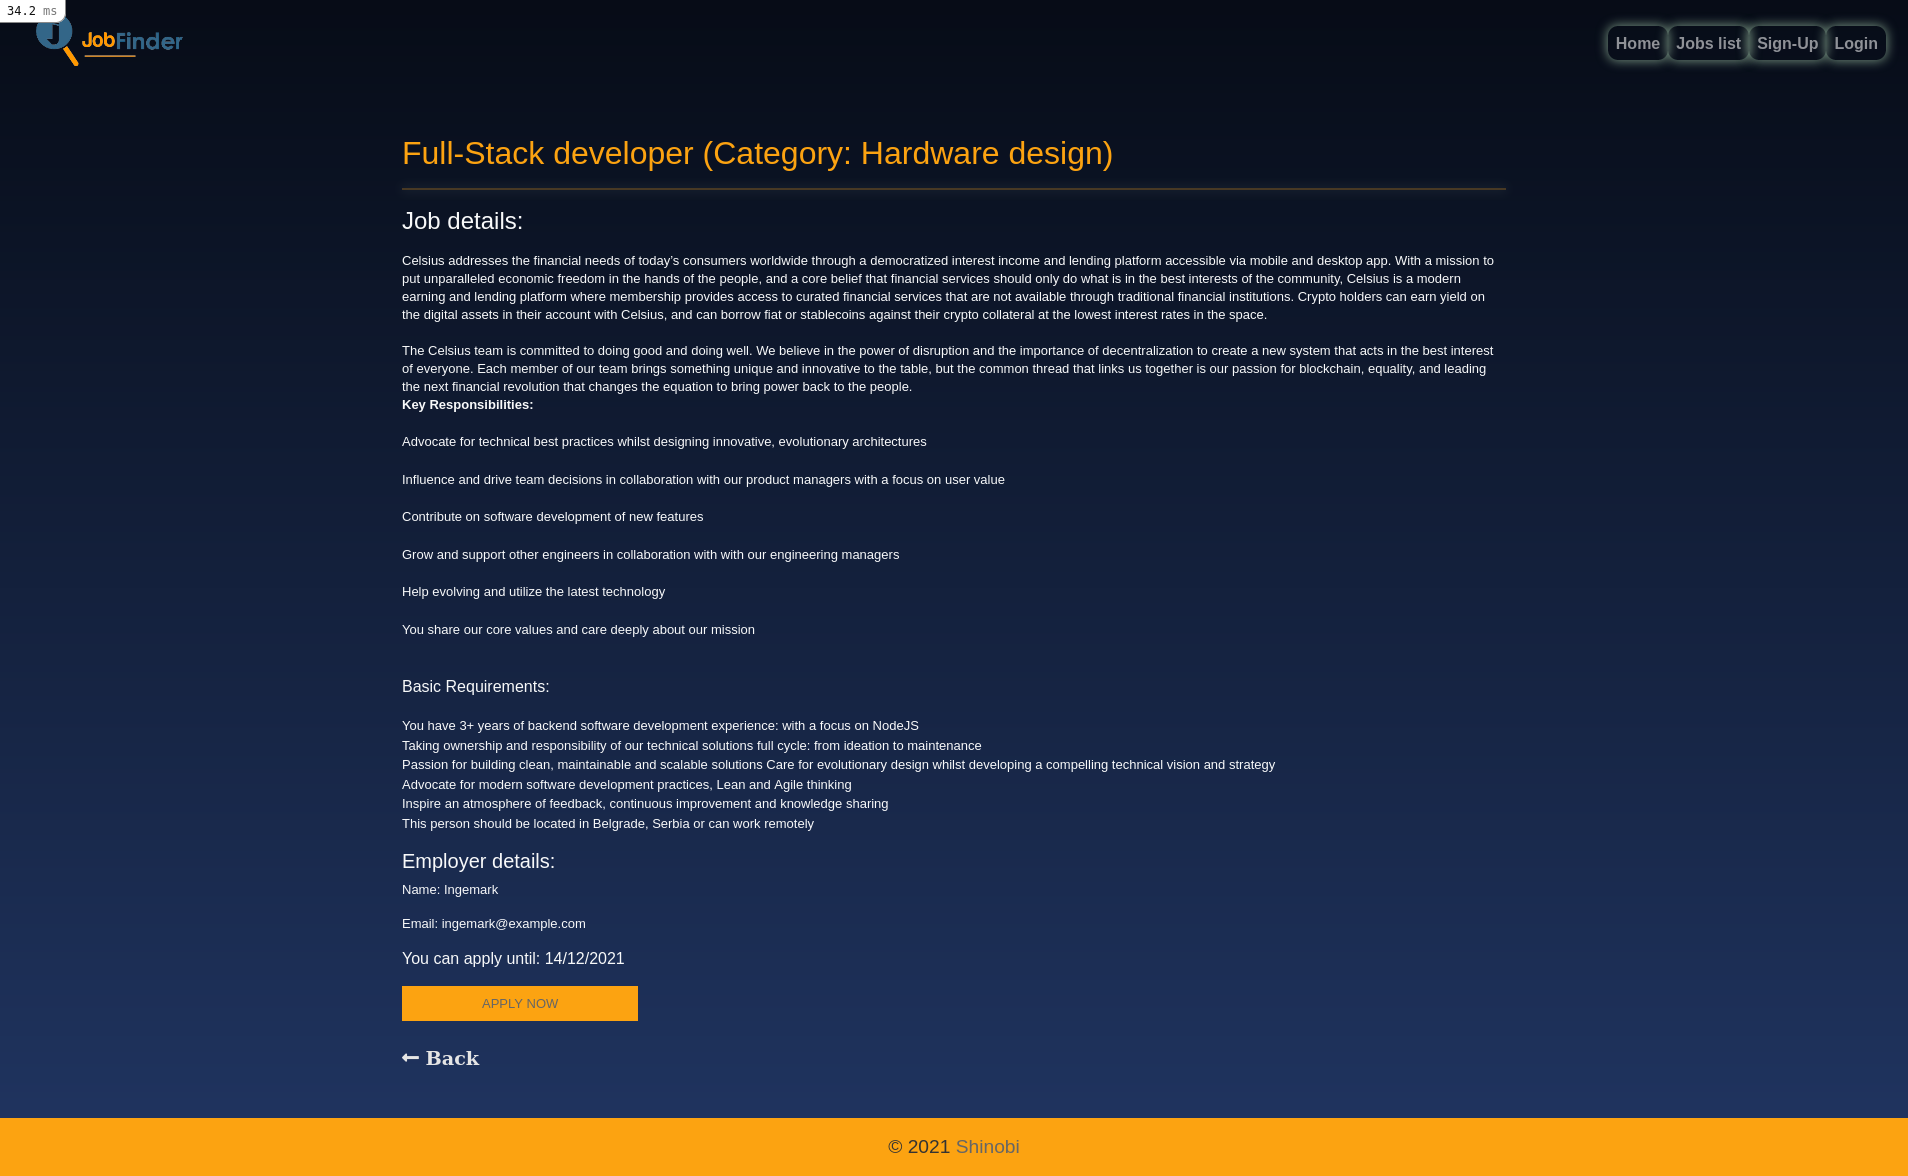 34.2 ms
JobFinder
Home Jobs list Sign-Up Login
Full-Stack developer (Category: Hardware design)
Job details:
Celsius addresses the financial needs of today’s consumers worldwide through a democratized interest income and lending platform accessible via mobile and desktop app. With a mission to
put unparalleled economic freedom in the hands of the people, and a core belief that financial services should only do what is in the best interests of the community, Celsius is a modern
earning and lending platform where membership provides access to curated financial services that are not available through traditional financial institutions. Crypto holders can earn yield on
the digital assets in their account with Celsius, and can borrow fiat or stablecoins against their crypto collateral at the lowest interest rates in the space.
The Celsius team is committed to doing good and doing well. We believe in the power of disruption and the importance of decentralization to create a new system that acts in the best interest
of everyone. Each member of our team brings something unique and innovative to the table, but the common thread that links us together is our passion for blockchain, equality, and leading
the next financial revolution that changes the equation to bring power back to the people.
Key Responsibilities:
Advocate for technical best practices whilst designing innovative, evolutionary architectures
Influence and drive team decisions in collaboration with our product managers with a focus on user value
Contribute on software development of new features
Grow and support other engineers in collaboration with with our engineering managers
Help evolving and utilize the latest technology
You share our core values and care deeply about our mission
Basic Requirements:
You have 3+ years of backend software development experience: with a focus on NodeJS
Taking ownership and responsibility of our technical solutions full cycle: from ideation to maintenance
Passion for building clean, maintainable and scalable solutions Care for evolutionary design whilst developing a compelling technical vision and strategy
Advocate for modern software development practices, Lean and Agile thinking
Inspire an atmosphere of feedback, continuous improvement and knowledge sharing
This person should be located in Belgrade, Serbia or can work remotely
Employer details:
Name: Ingemark
Email: ingemark@example.com
You can apply until: 14/12/2021
APPLY NOW
Back
© 2021 Shinobi